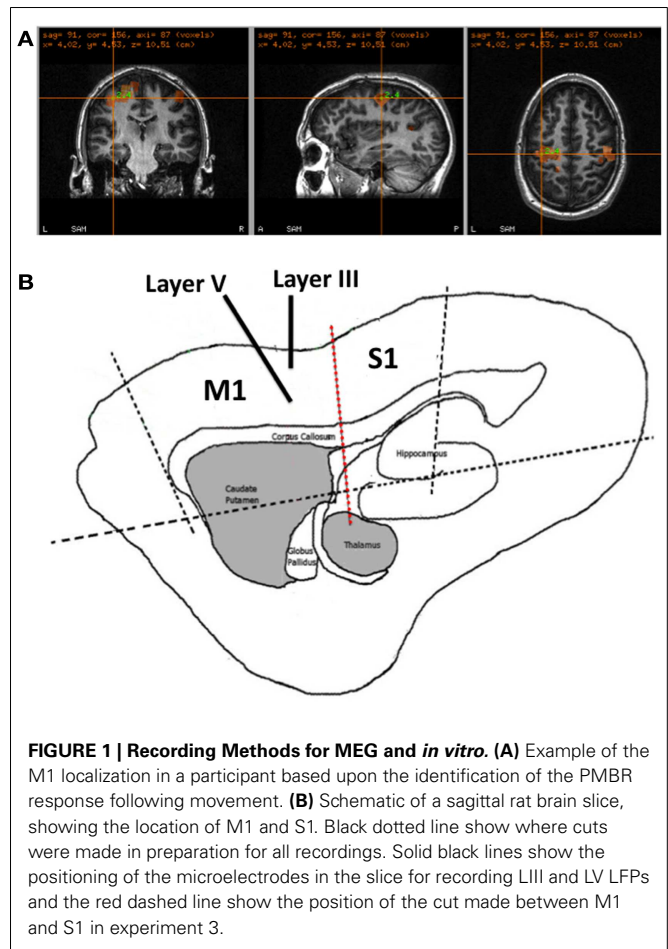 A
sag= 91, cor= 156, axi= 87 (voxels)
x= 4.02, y= 4.53, z= 10.51 (cm)
2.4
L SAM R
sag= 91, cor= 156, axi= 87 (voxels)
x= 4.02, y= 4.53, z= 10.51 (cm)
2.4
A SAM P
sag= 91, cor= 156, axi= 87 (voxels)
x= 4.02, y= 4.53, z= 10.51 (cm)
L SAM
B
Layer V
Layer III
M1
S1
Corpus Callosum
Hippocampus
Caudate
Putamen
Globus
Pallidus
Thalamus
FIGURE 1 | Recording Methods for MEG and in vitro. (A) Example of the
M1 localization in a participant based upon the identification of the PMBR
response following movement. (B) Schematic of a sagittal rat brain slice,
showing the location of M1 and S1. Black dotted line show where cuts
were made in preparation for all recordings. Solid black lines show the
positioning of the microelectrodes in the slice for recording LIII and LV LFPs
and the red dashed line show the position of the cut made between M1
and S1 in experiment 3.